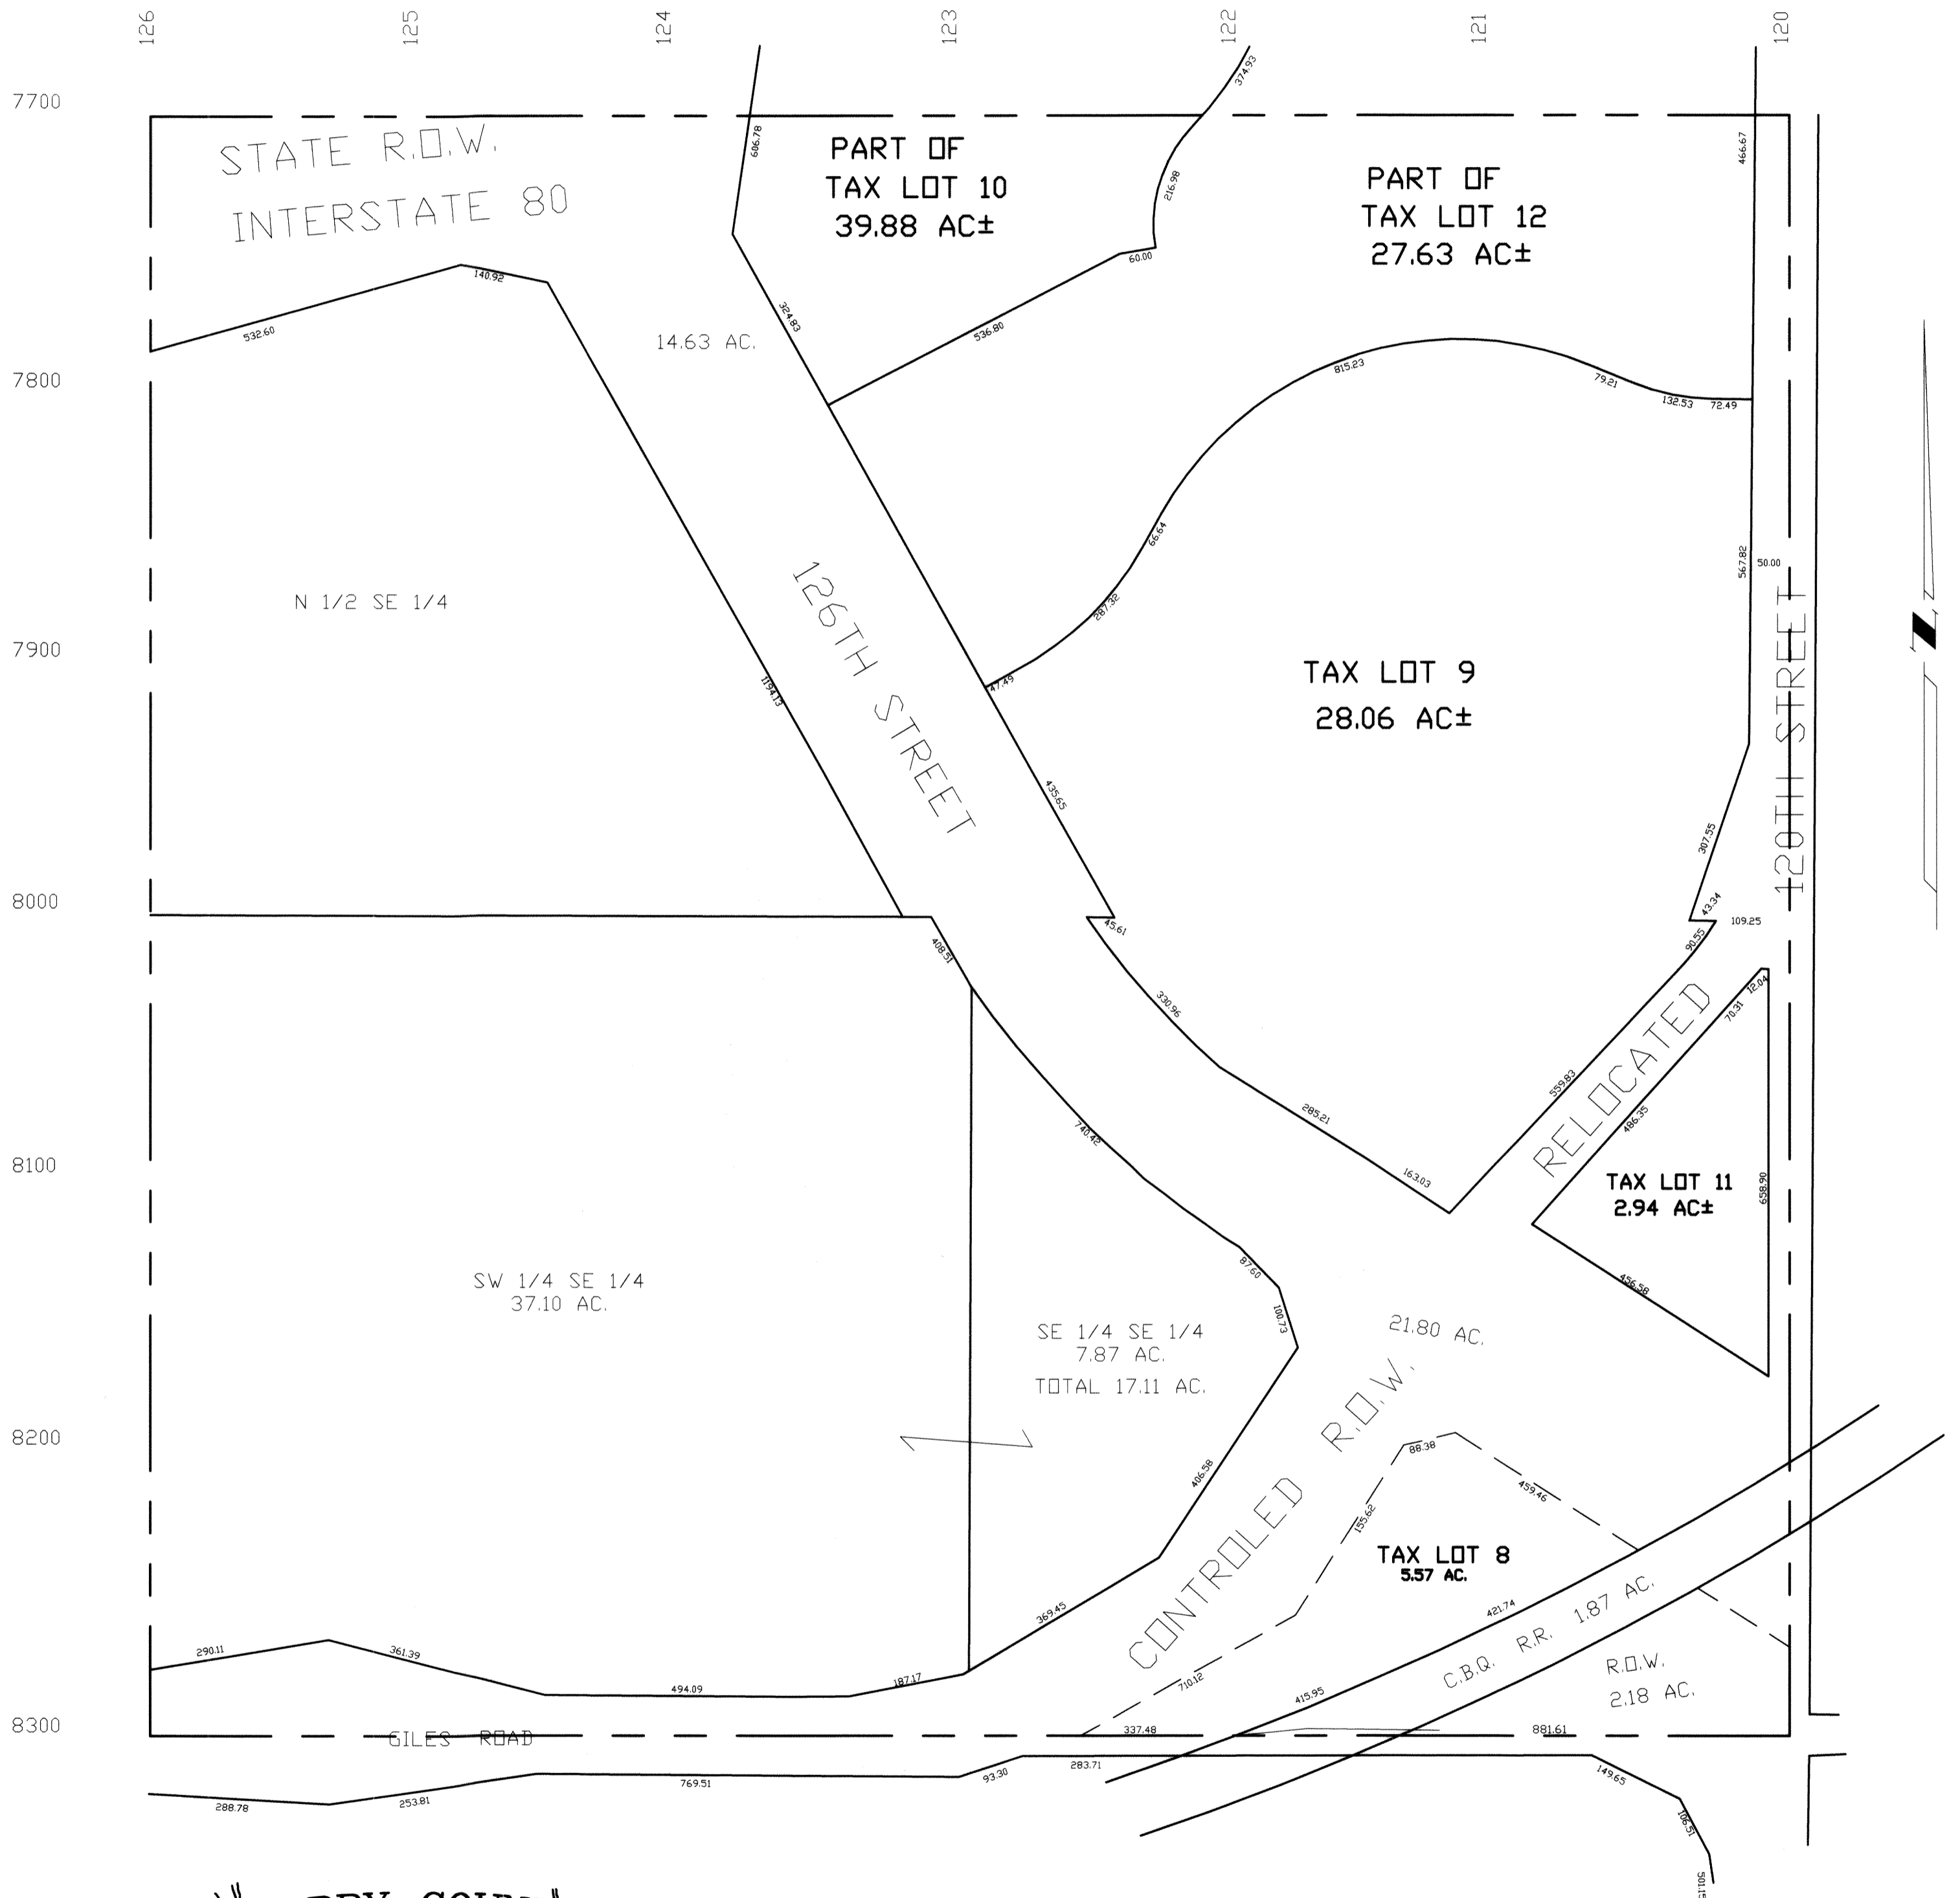 126 125 124 123 122 121 120
7700
7800
7900
8000
8100
8200
8300
STATE R.O.W.
INTERSTATE 80
606.78
PART OF
TAX LOT 10
39.88 AC±
374.93
216.98
60.00
PART OF
TAX LOT 12
27.63 AC±
466.67
532.60
140.92
14.63 AC.
324.83
536.80
815.23
79.21
132.53
72.49
N 1/2 SE 1/4
1194.13
126TH STREET
66.64
287.32
47.49
435.65
TAX LOT 9
28.06 AC±
567.82
50.00
120TH STREET
307.55
43.34
109.25
90.55
408.51
45.61
330.96
285.21
163.03
559.83
RELOCATED
12.04
70.31
486.35
TAX LOT 11
2.94 AC±
658.90
456.58
740.42
87.60
100.73
SW 1/4 SE 1/4
37.10 AC.
SE 1/4 SE 1/4
7.87 AC.
TOTAL 17.11 AC.
21.80 AC.
CONTROLED R.O.W.
406.58
369.45
88.38
459.46
155.62
TAX LOT 8
5.57 AC.
421.74
C.B.Q. R.R. 1.87 AC.
R.O.W.
2.18 AC.
710.12
415.95
290.11
361.39
494.09
187.17
GILES ROAD
337.48
881.61
288.78
253.81
769.51
93.30
283.71
149.65
106.51